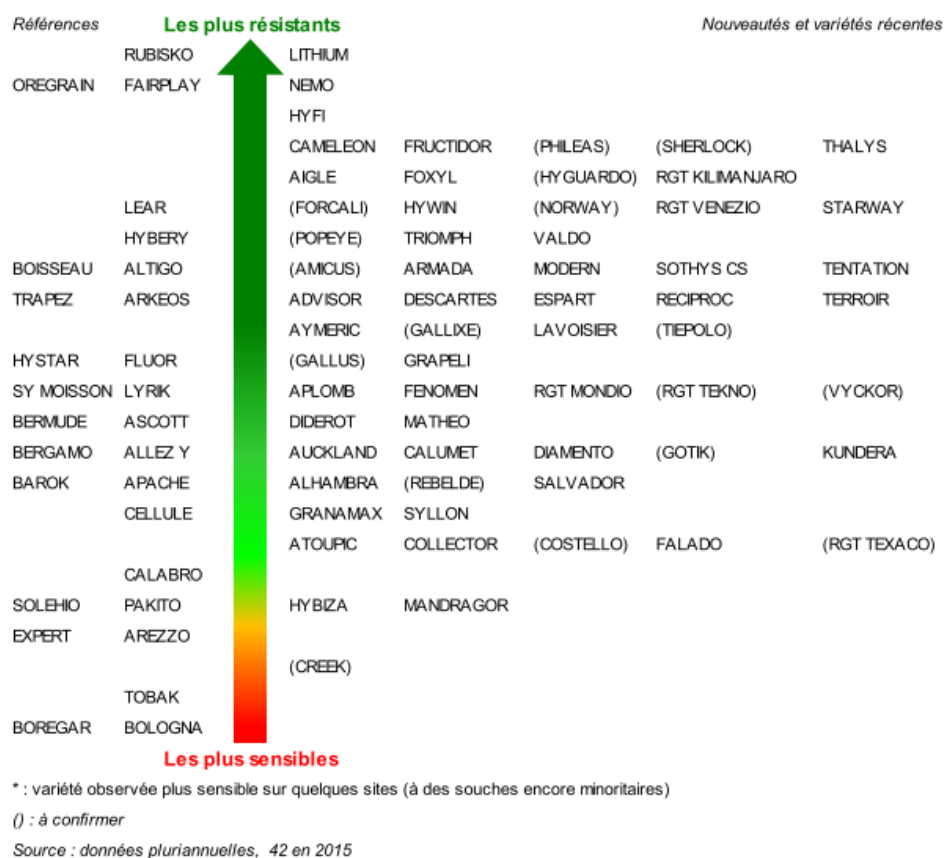 Références Les plus résistants Nouveautés et variétés récentes
RUBISKO LITHIUM
OREGRAIN FAIRPLAY NEMO
HYFI
CAMELEON FRUCTIDOR (PHILEAS) (SHERLOCK) THALYS
AIGLE FOXYL (HYGUARDO) RGT KILIMANJARO
LEAR (FORCALI) HYWIN (NORWAY) RGT VENEZIO STARWAY
HYBERY (POPEYE) TRIOMPH VALDO
BOISSEAU ALTIGO (AMICUS) ARMADA MODERN SOTHYS CS TENTATION
TRAPEZ ARKEOS ADVISOR DESCARTES ESPART RECIPROC TERROIR
AYMERIC (GALLIXE) LAVOISIER (TIEPOLO)
HYSTAR FLUOR (GALLUS) GRAPELI
SY MOISSON LYRIK APLOMB FENOMEN RGT MONDIO (RGT TEKNO) (VYCKOR)
BERMUDE ASCOTT DIDEROT MATHEO
BERGAMO ALLEZ Y AUCKLAND CALUMET DIAMENTO (GOTIK) KUNDERA
BAROK APACHE ALHAMBRA (REBELDE) SALVADOR
CELLULE GRANAMAX SYLLON
ATOUPIC COLLECTOR (COSTELLO) FALADO (RGT TEXACO)
CALABRO
SOLEHIO PAKITO HYBIZA MANDRAGOR
EXPERT AREZZO
(CREEK)
TOBAK
BOREGAR BOLOGNA
Les plus sensibles
* : variété observée plus sensible sur quelques sites (à des souches encore minoritaires)
() : à confirmer
Source : données pluriannuelles, 42 en 2015